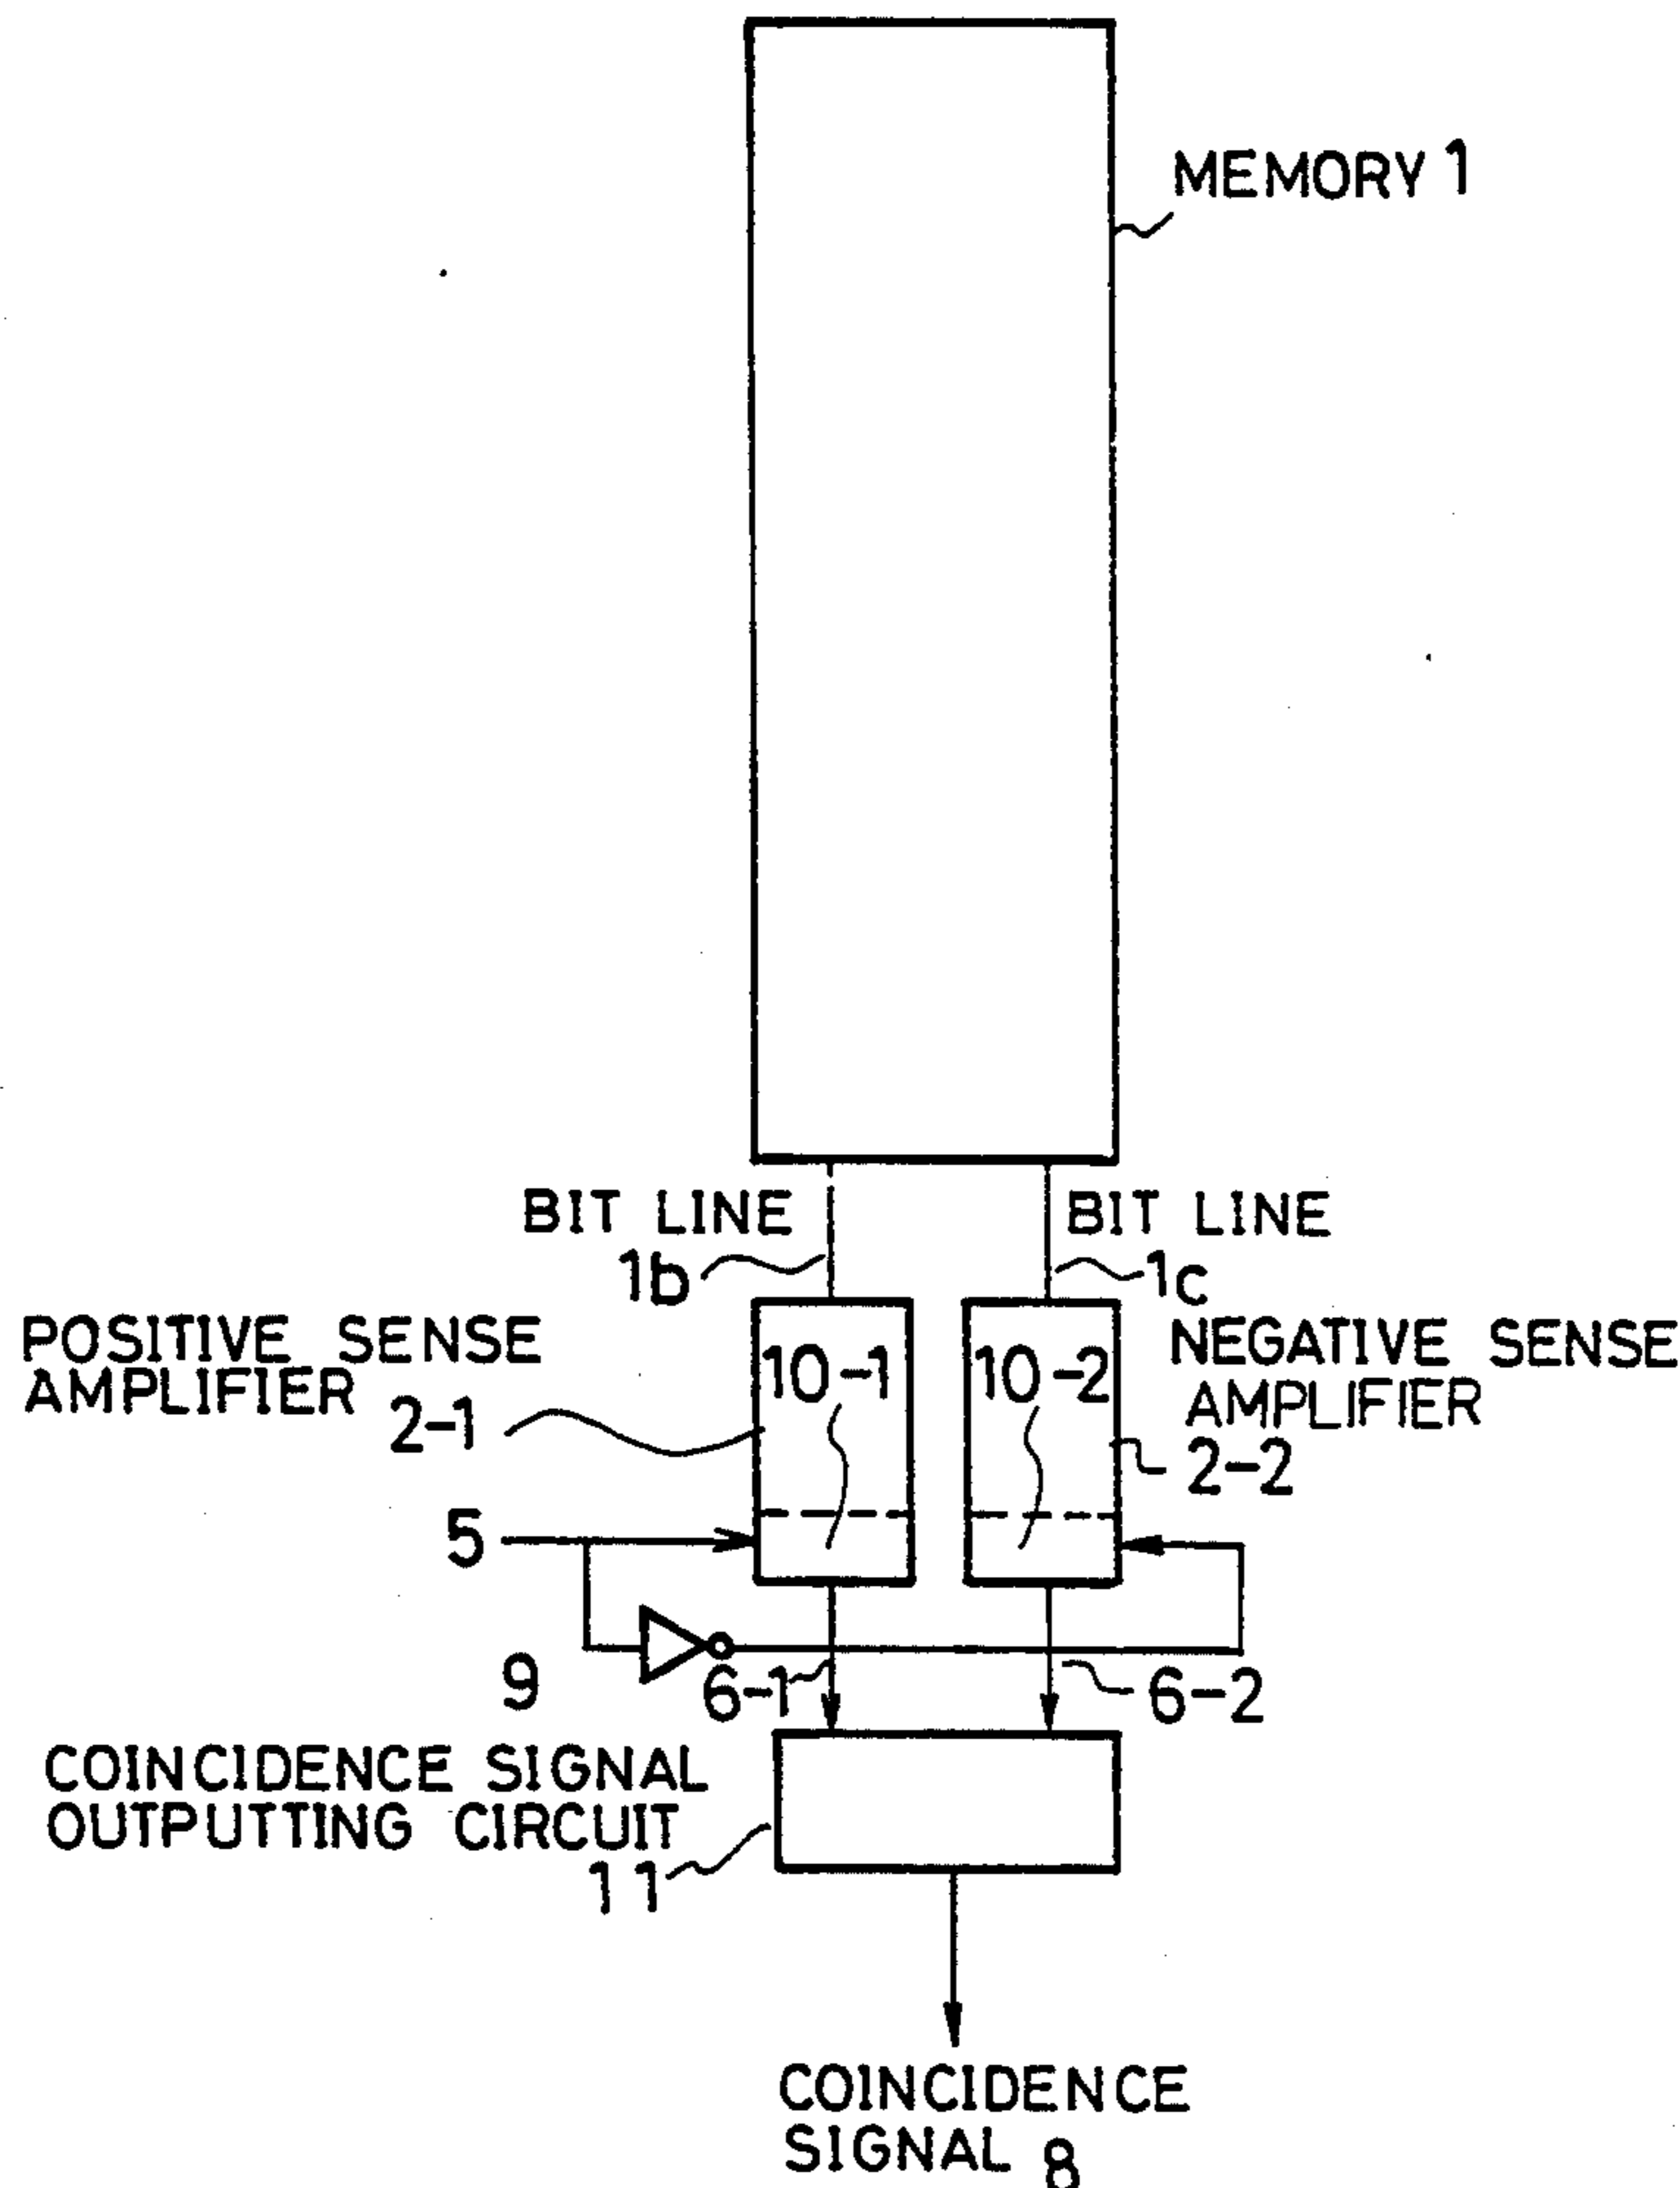 MEMORY 1
BIT LINE
1b
BIT LINE
1c
POSITIVE SENSE
AMPLIFIER
2-1
10-1
10-2
NEGATIVE SENSE
AMPLIFIER
2-2
5
9
6-1
6-2
COINCIDENCE SIGNAL
OUTPUTTING CIRCUIT
11
COINCIDENCE
SIGNAL 8